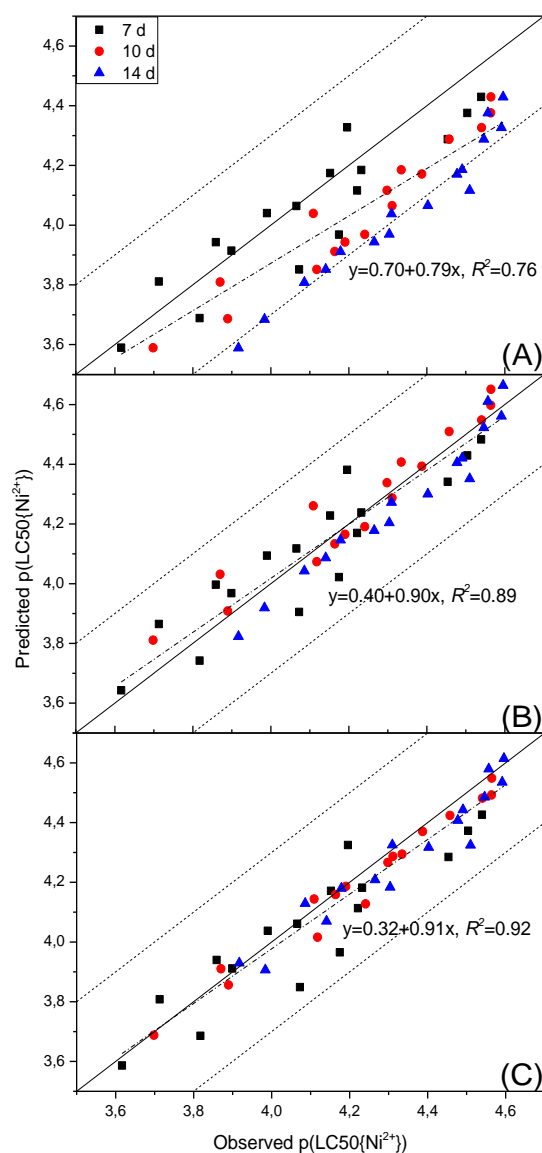 7 d
10 d
14 d
4,6
4,4
4,2
4,0
3,8
3,6
y=0.70+0.79x, R²=0.76
(A)
4,6
4,4
4,2
4,0
3,8
3,6
Predicted p(LC50{Ni²⁺})
y=0.40+0.90x, R²=0.89
(B)
4,6
4,4
4,2
4,0
3,8
3,6
y=0.32+0.91x, R²=0.92
(C)
3,6 3,8 4,0 4,2 4,4 4,6
Observed p(LC50{Ni²⁺})